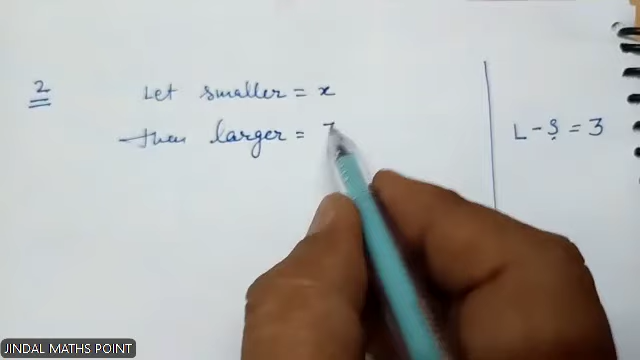 2
Let smaller = x
Then larger =
L - S = 3
JINDAL MATHS POINT